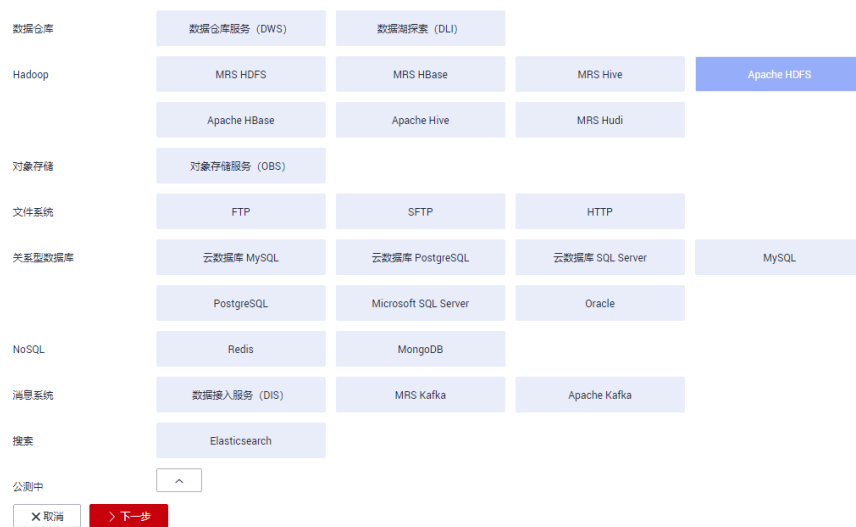 数据仓库 数据仓库服务（DWS） 数据湖探索（DLI）
Hadoop MRS HDFS MRS HBase MRS Hive Apache HDFS
Apache HBase Apache Hive MRS Hudi
对象存储 对象存储服务（OBS）
文件系统 FTP SFTP HTTP
关系型数据库 云数据库 MySQL 云数据库 PostgreSQL 云数据库 SQL Server MySQL
PostgreSQL Microsoft SQL Server Oracle
NoSQL Redis MongoDB
消息系统 数据接入服务（DIS） MRS Kafka Apache Kafka
搜索 Elasticsearch
公测中
取消 下一步